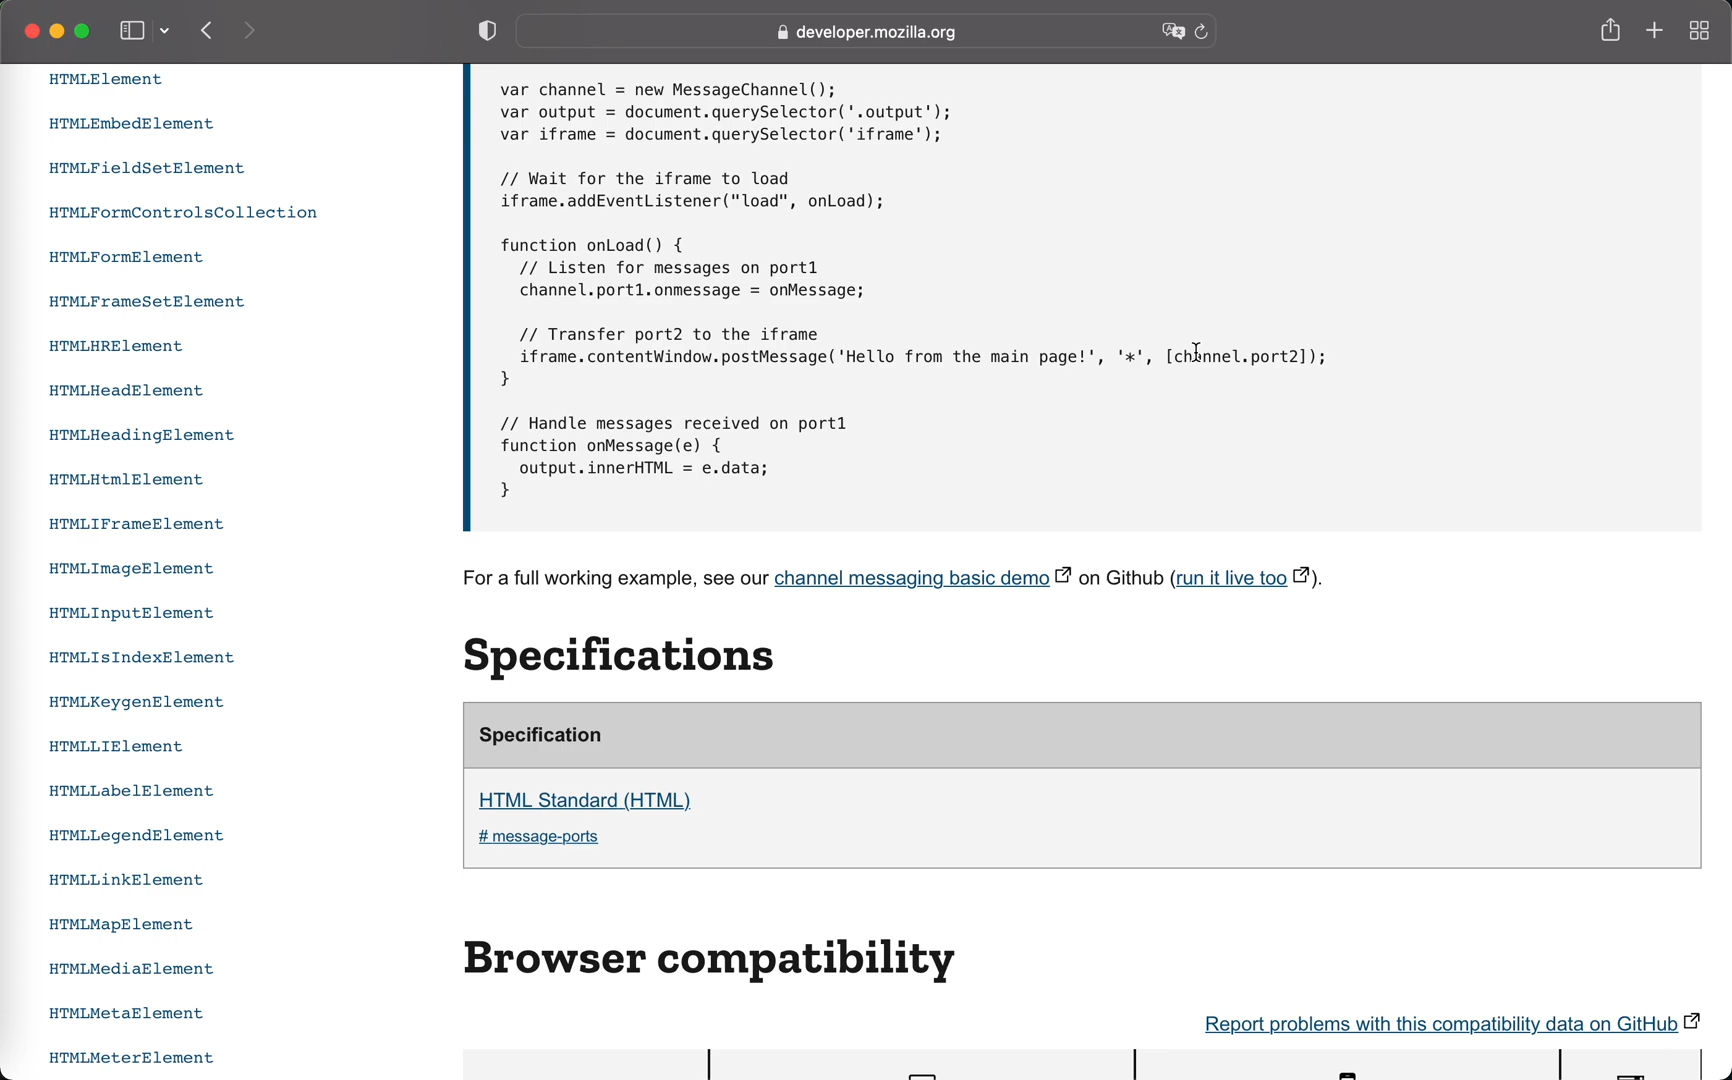 developer.mozilla.org
HTMLElement
HTMLEmbedElement
HTMLFieldSetElement
HTMLFormControlsCollection
HTMLFormElement
HTMLFrameSetElement
HTMLHRElement
HTMLHeadElement
HTMLHeadingElement
HTMLHtmlElement
HTMLIFrameElement
HTMLImageElement
HTMLInputElement
HTMLIsIndexElement
HTMLKeygenElement
HTMLLIElement
HTMLLabelElement
HTMLLegendElement
HTMLLinkElement
HTMLMapElement
HTMLMediaElement
HTMLMetaElement
HTMLMeterElement
var channel = new MessageChannel();
var output = document.querySelector('.output');
var iframe = document.querySelector('iframe');
// Wait for the iframe to load
iframe.addEventListener("load", onLoad);
function onLoad() {
// Listen for messages on port1
channel.port1.onmessage = onMessage;
// Transfer port2 to the iframe
iframe.contentWindow.postMessage('Hello from the main page!', '*', [channel.port2]);
}
// Handle messages received on port1
function onMessage(e) {
output.innerHTML = e.data;
}
For a full working example, see our channel messaging basic demo on Github (run it live too).
Specifications
Specification
HTML Standard (HTML)
# message-ports
Browser compatibility
Report problems with this compatibility data on GitHub